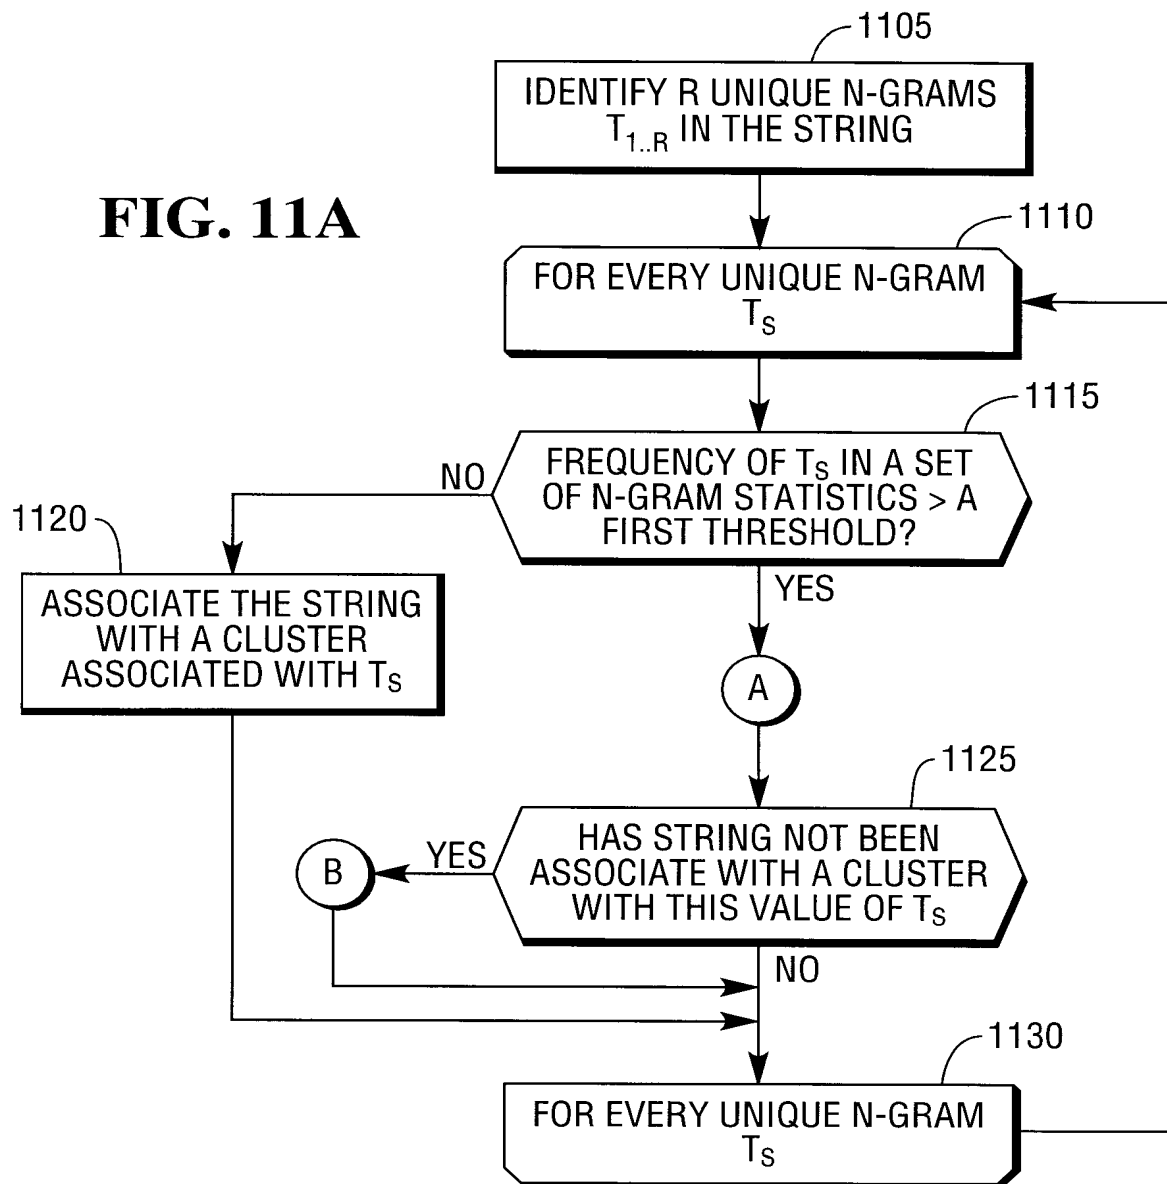 1105
IDENTIFY R UNIQUE N-GRAMS
T1..R IN THE STRING
FIG. 11A
1110
FOR EVERY UNIQUE N-GRAM
TS
1115
FREQUENCY OF TS IN A SET
OF N-GRAM STATISTICS > A
FIRST THRESHOLD?
NO
1120
ASSOCIATE THE STRING
WITH A CLUSTER
ASSOCIATED WITH TS
YES
A
1125
HAS STRING NOT BEEN
ASSOCIATE WITH A CLUSTER
WITH THIS VALUE OF TS
YES
B
NO
1130
FOR EVERY UNIQUE N-GRAM
TS